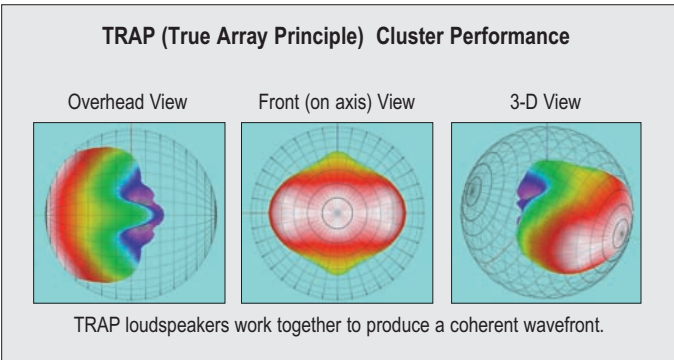 TRAP (True Array Principle) Cluster Performance
Overhead View
Front (on axis) View
3-D View
TRAP loudspeakers work together to produce a coherent wavefront.